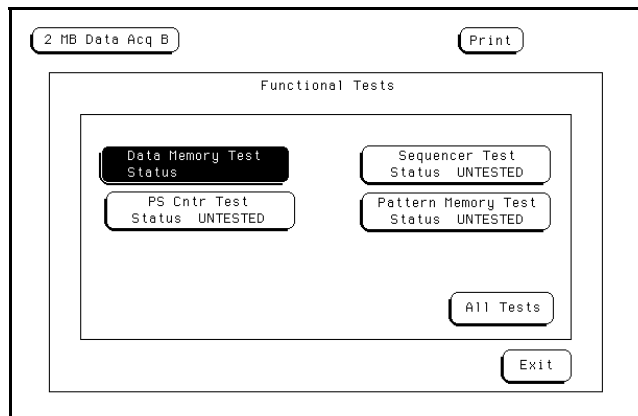 2 MB Data Acq B
Print
Functional Tests
Data Memory Test
Status
Sequencer Test
Status UNTESTED
PS Cntr Test
Status UNTESTED
Pattern Memory Test
Status UNTESTED
All Tests
Exit